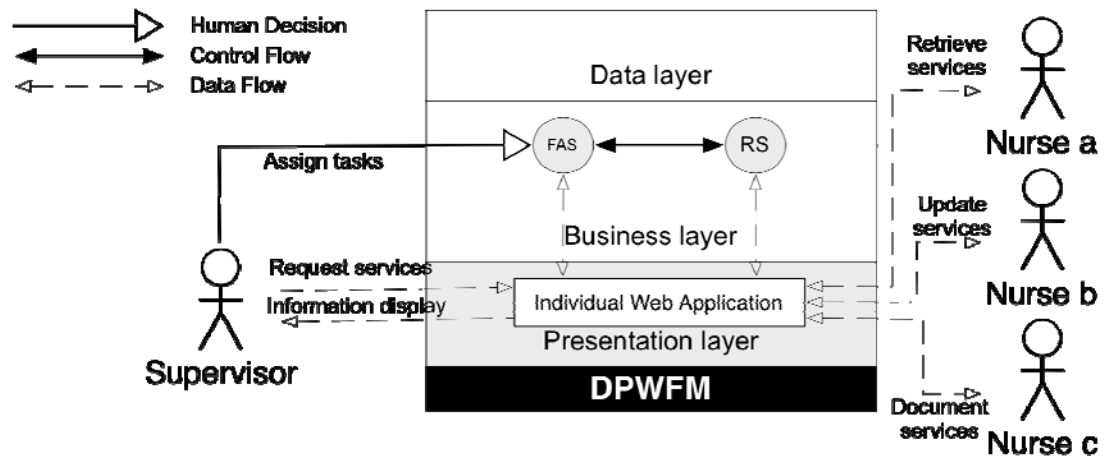 Human Decision
Control Flow
Data Flow
Data layer
Retrieve
services
Nurse a
FAS
RS
Assign tasks
Update
services
Business layer
Request services
Information display
Individual Web Application
Nurse b
Presentation layer
Supervisor
DPWFM
Document
services
Nurse c